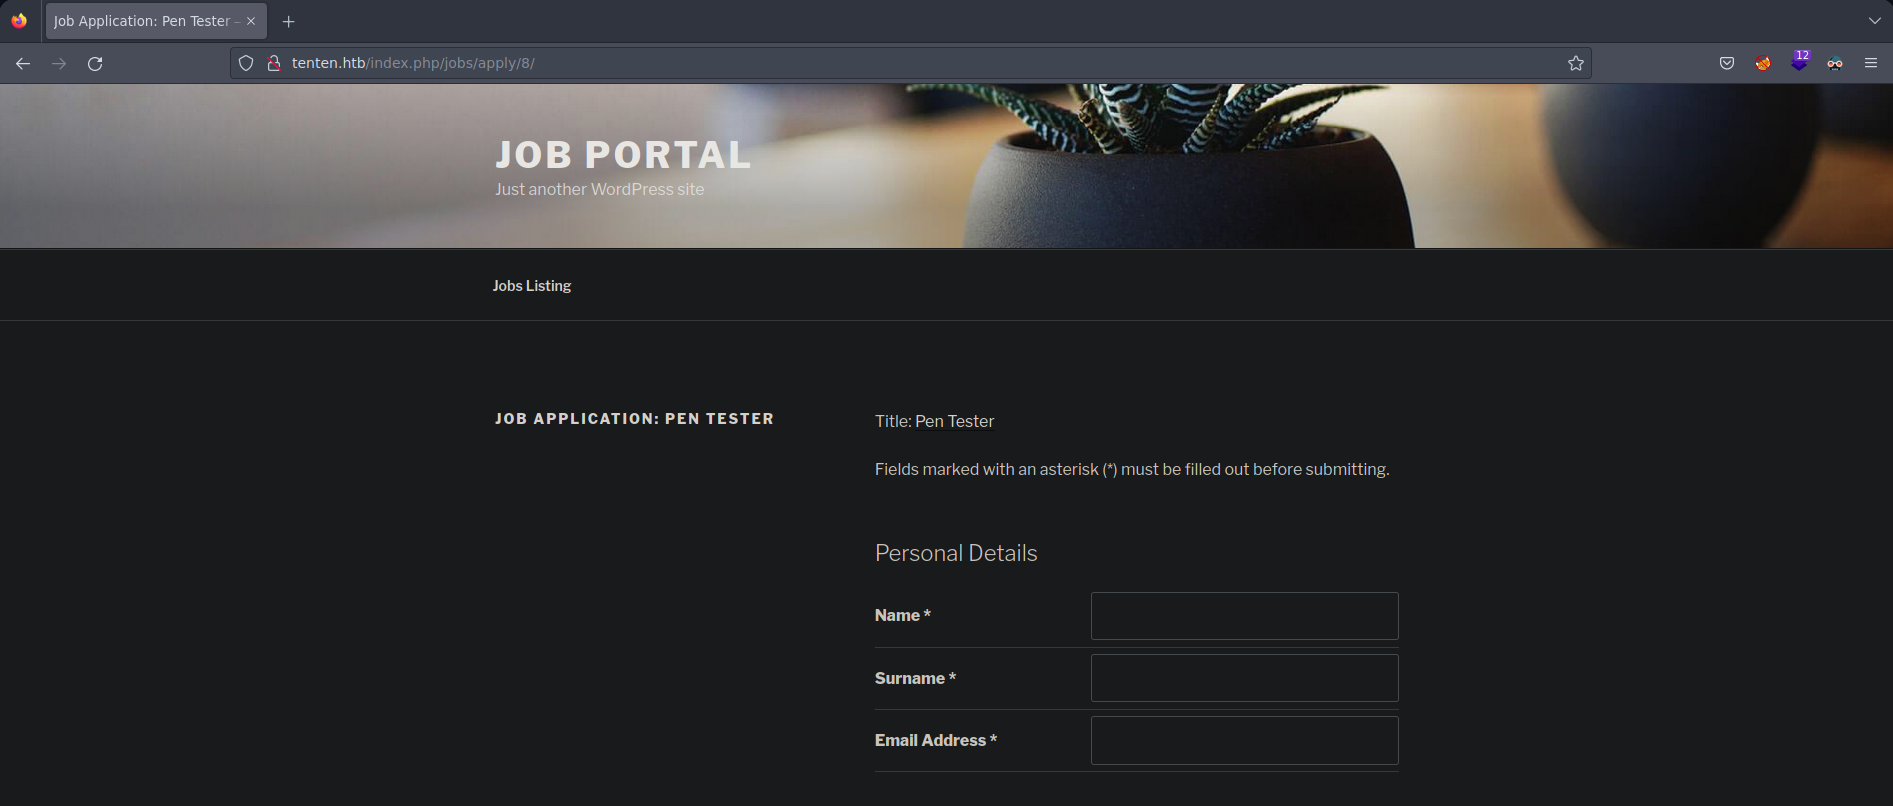 Job Application: Pen Tester –
tenten.htb/index.php/jobs/apply/8/
12
JOB PORTAL
Just another WordPress site
Jobs Listing
JOB APPLICATION: PEN TESTER
Title: Pen Tester
Fields marked with an asterisk (*) must be filled out before submitting.
Personal Details
Name *
Surname *
Email Address *